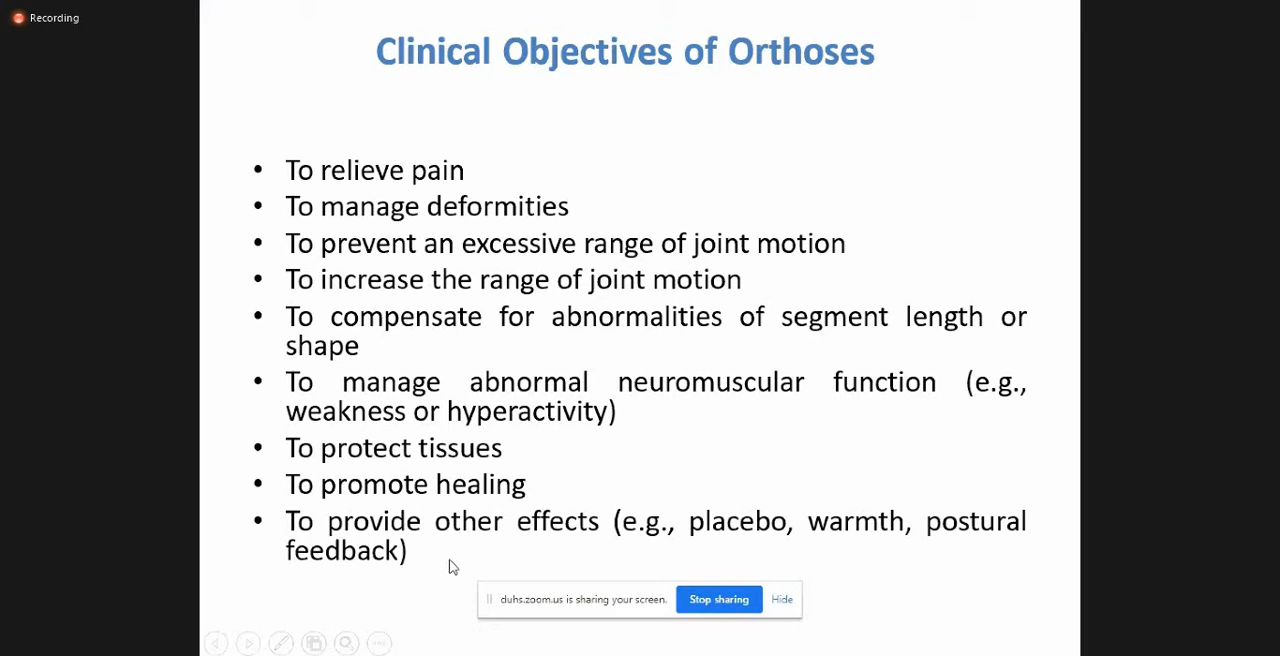 Recording
Clinical Objectives of Orthoses
• To relieve pain
• To manage deformities
• To prevent an excessive range of joint motion
• To increase the range of joint motion
• To compensate for abnormalities of segment length or
shape
• To manage abnormal neuromuscular function (e.g.,
weakness or hyperactivity)
• To protect tissues
• To promote healing
• To provide other effects (e.g., placebo, warmth, postural
feedback)
duhs.zoom.us is sharing your screen. Stop sharing Hide